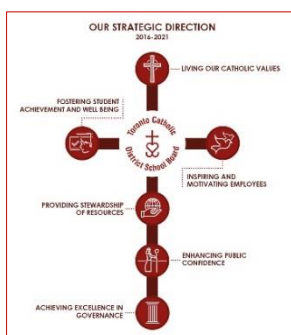 OUR STRATEGIC DIRECTION
2016-2021
LIVING OUR CATHOLIC VALUES
FOSTERING STUDENT
ACHIEVEMENT AND WELL BEING
Toronto Catholic
District School Board
INSPIRING AND
MOTIVATING EMPLOYEES
PROVIDING STEWARDSHIP
OF RESOURCES
ENHANCING PUBLIC
CONFIDENCE
ACHIEVING EXCELLENCE IN
GOVERNANCE